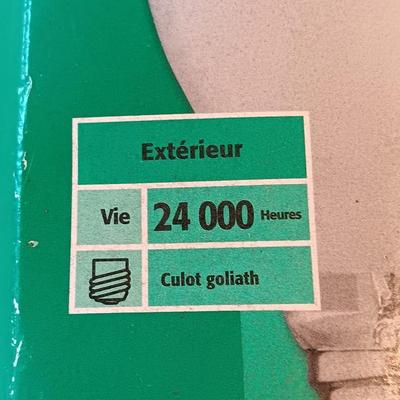 Extérieur
Vie 24 000 Heures
Culot goliath